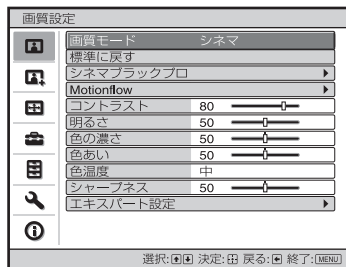 画質設定
画質モード シネマ
標準に戻す
シネマブラックプロ
Motionflow
コントラスト 80
明るさ 50
色の濃さ 50
色あい 50
色温度 中
シャープネス 50
エキスパート設定
選択: 決定: 戻る: 終了:MENU